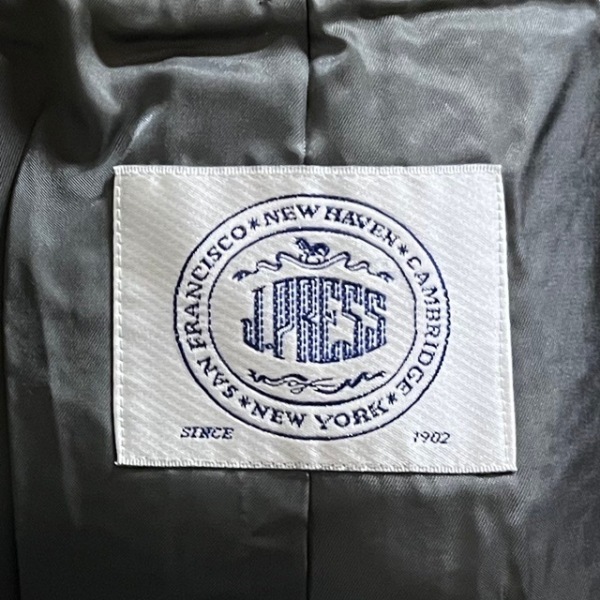 SAN FRANCISCO * NEW HAVEN * CAMBRIDGE * NEW YORK *
J.PRESS
SINCE 1902